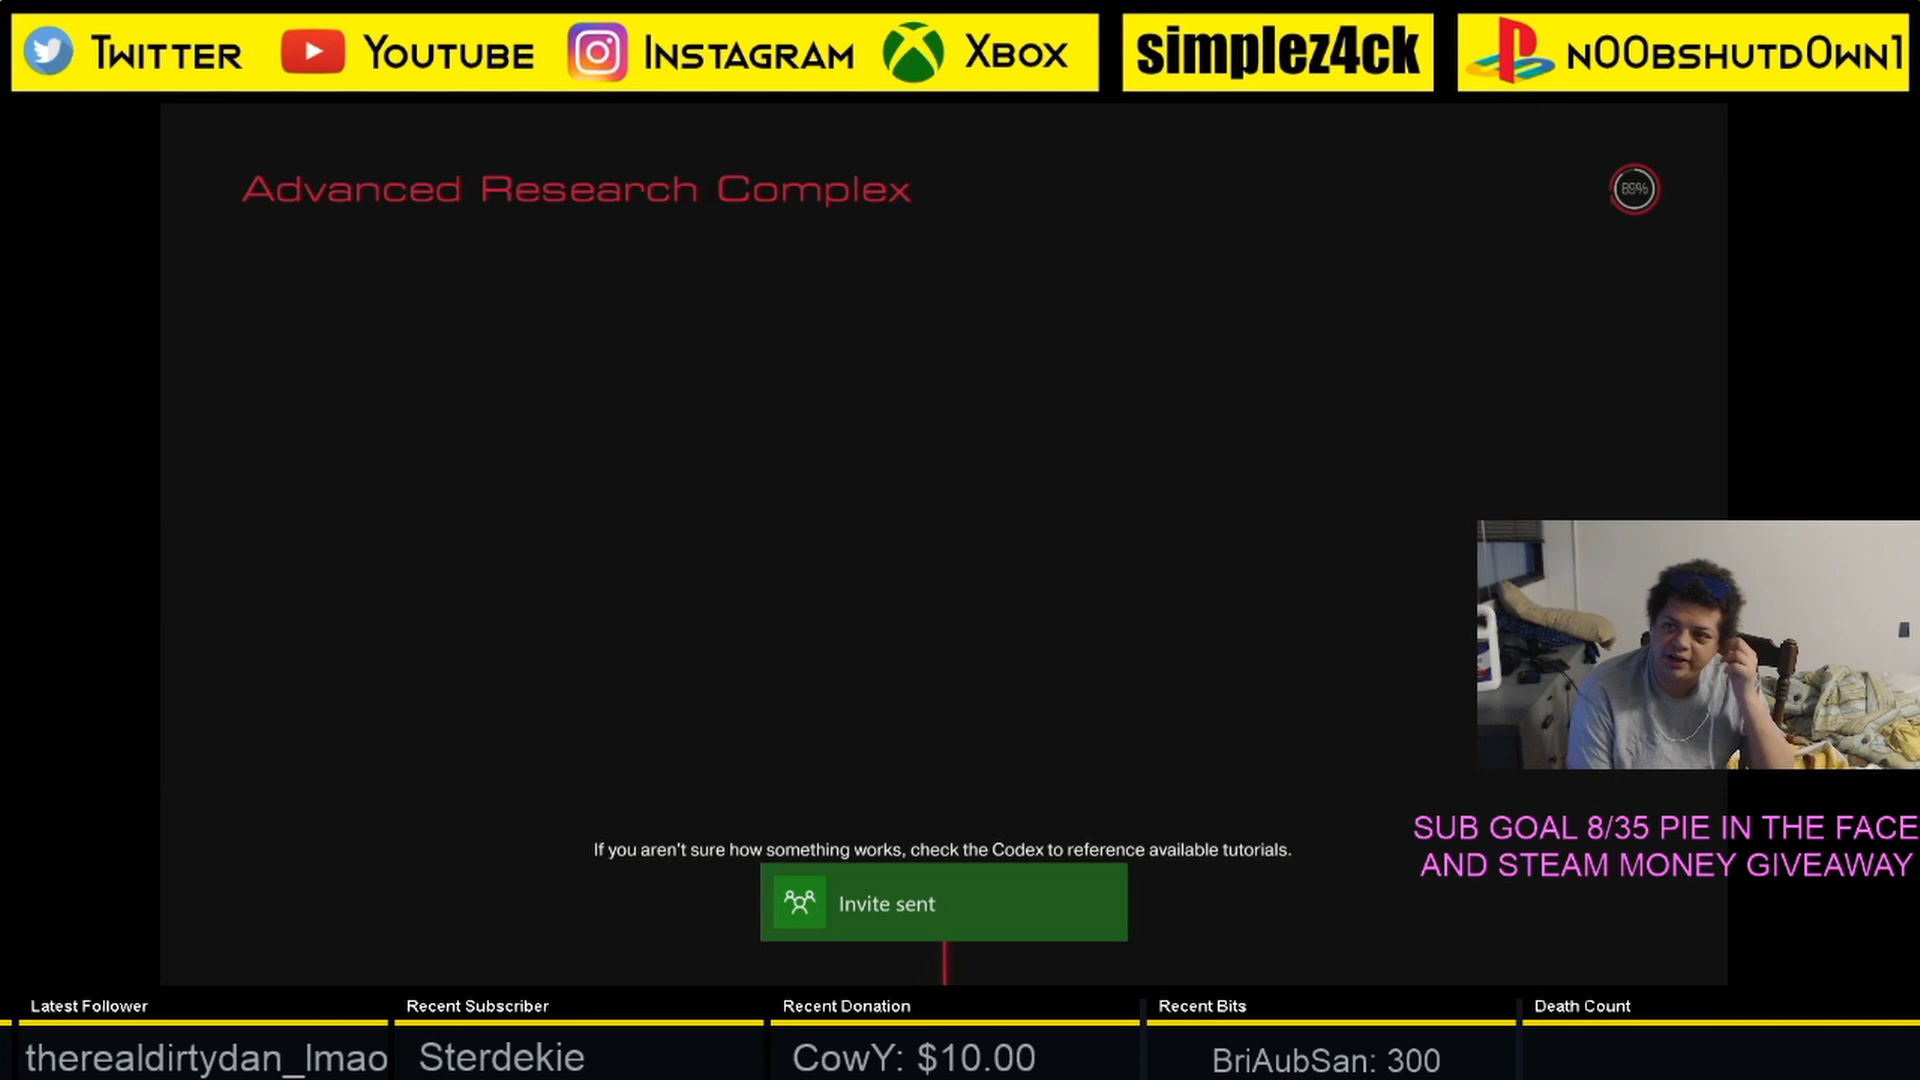 Twitter Youtube Instagram Xbox simplez4ck n00bshutd0wn1
Advanced Research Complex
89%
If you aren't sure how something works, check the Codex to reference available tutorials.
Invite sent
SUB GOAL 8/35 PIE IN THE FACE
AND STEAM MONEY GIVEAWAY
Latest Follower Recent Subscriber Recent Donation Recent Bits Death Count
therealdirtydan_lmao Sterdekie CowY: $10.00 BriAubSan: 300